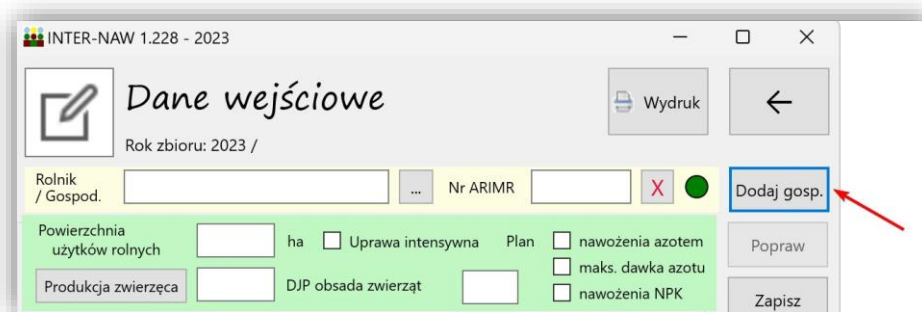 INTER-NAW 1.228 - 2023
Dane wejściowe
Wydruk
Rok zbioru: 2023 /
Rolnik
/ Gospod.
...
Nr ARIMR
X
Dodaj gosp.
Powierzchnia
użytków rolnych
ha
Uprawa intensywna
Plan
nawożenia azotem
maks. dawka azotu
nawożenia NPK
Popraw
Produkcja zwierzęca
DJP obsada zwierząt
Zapisz